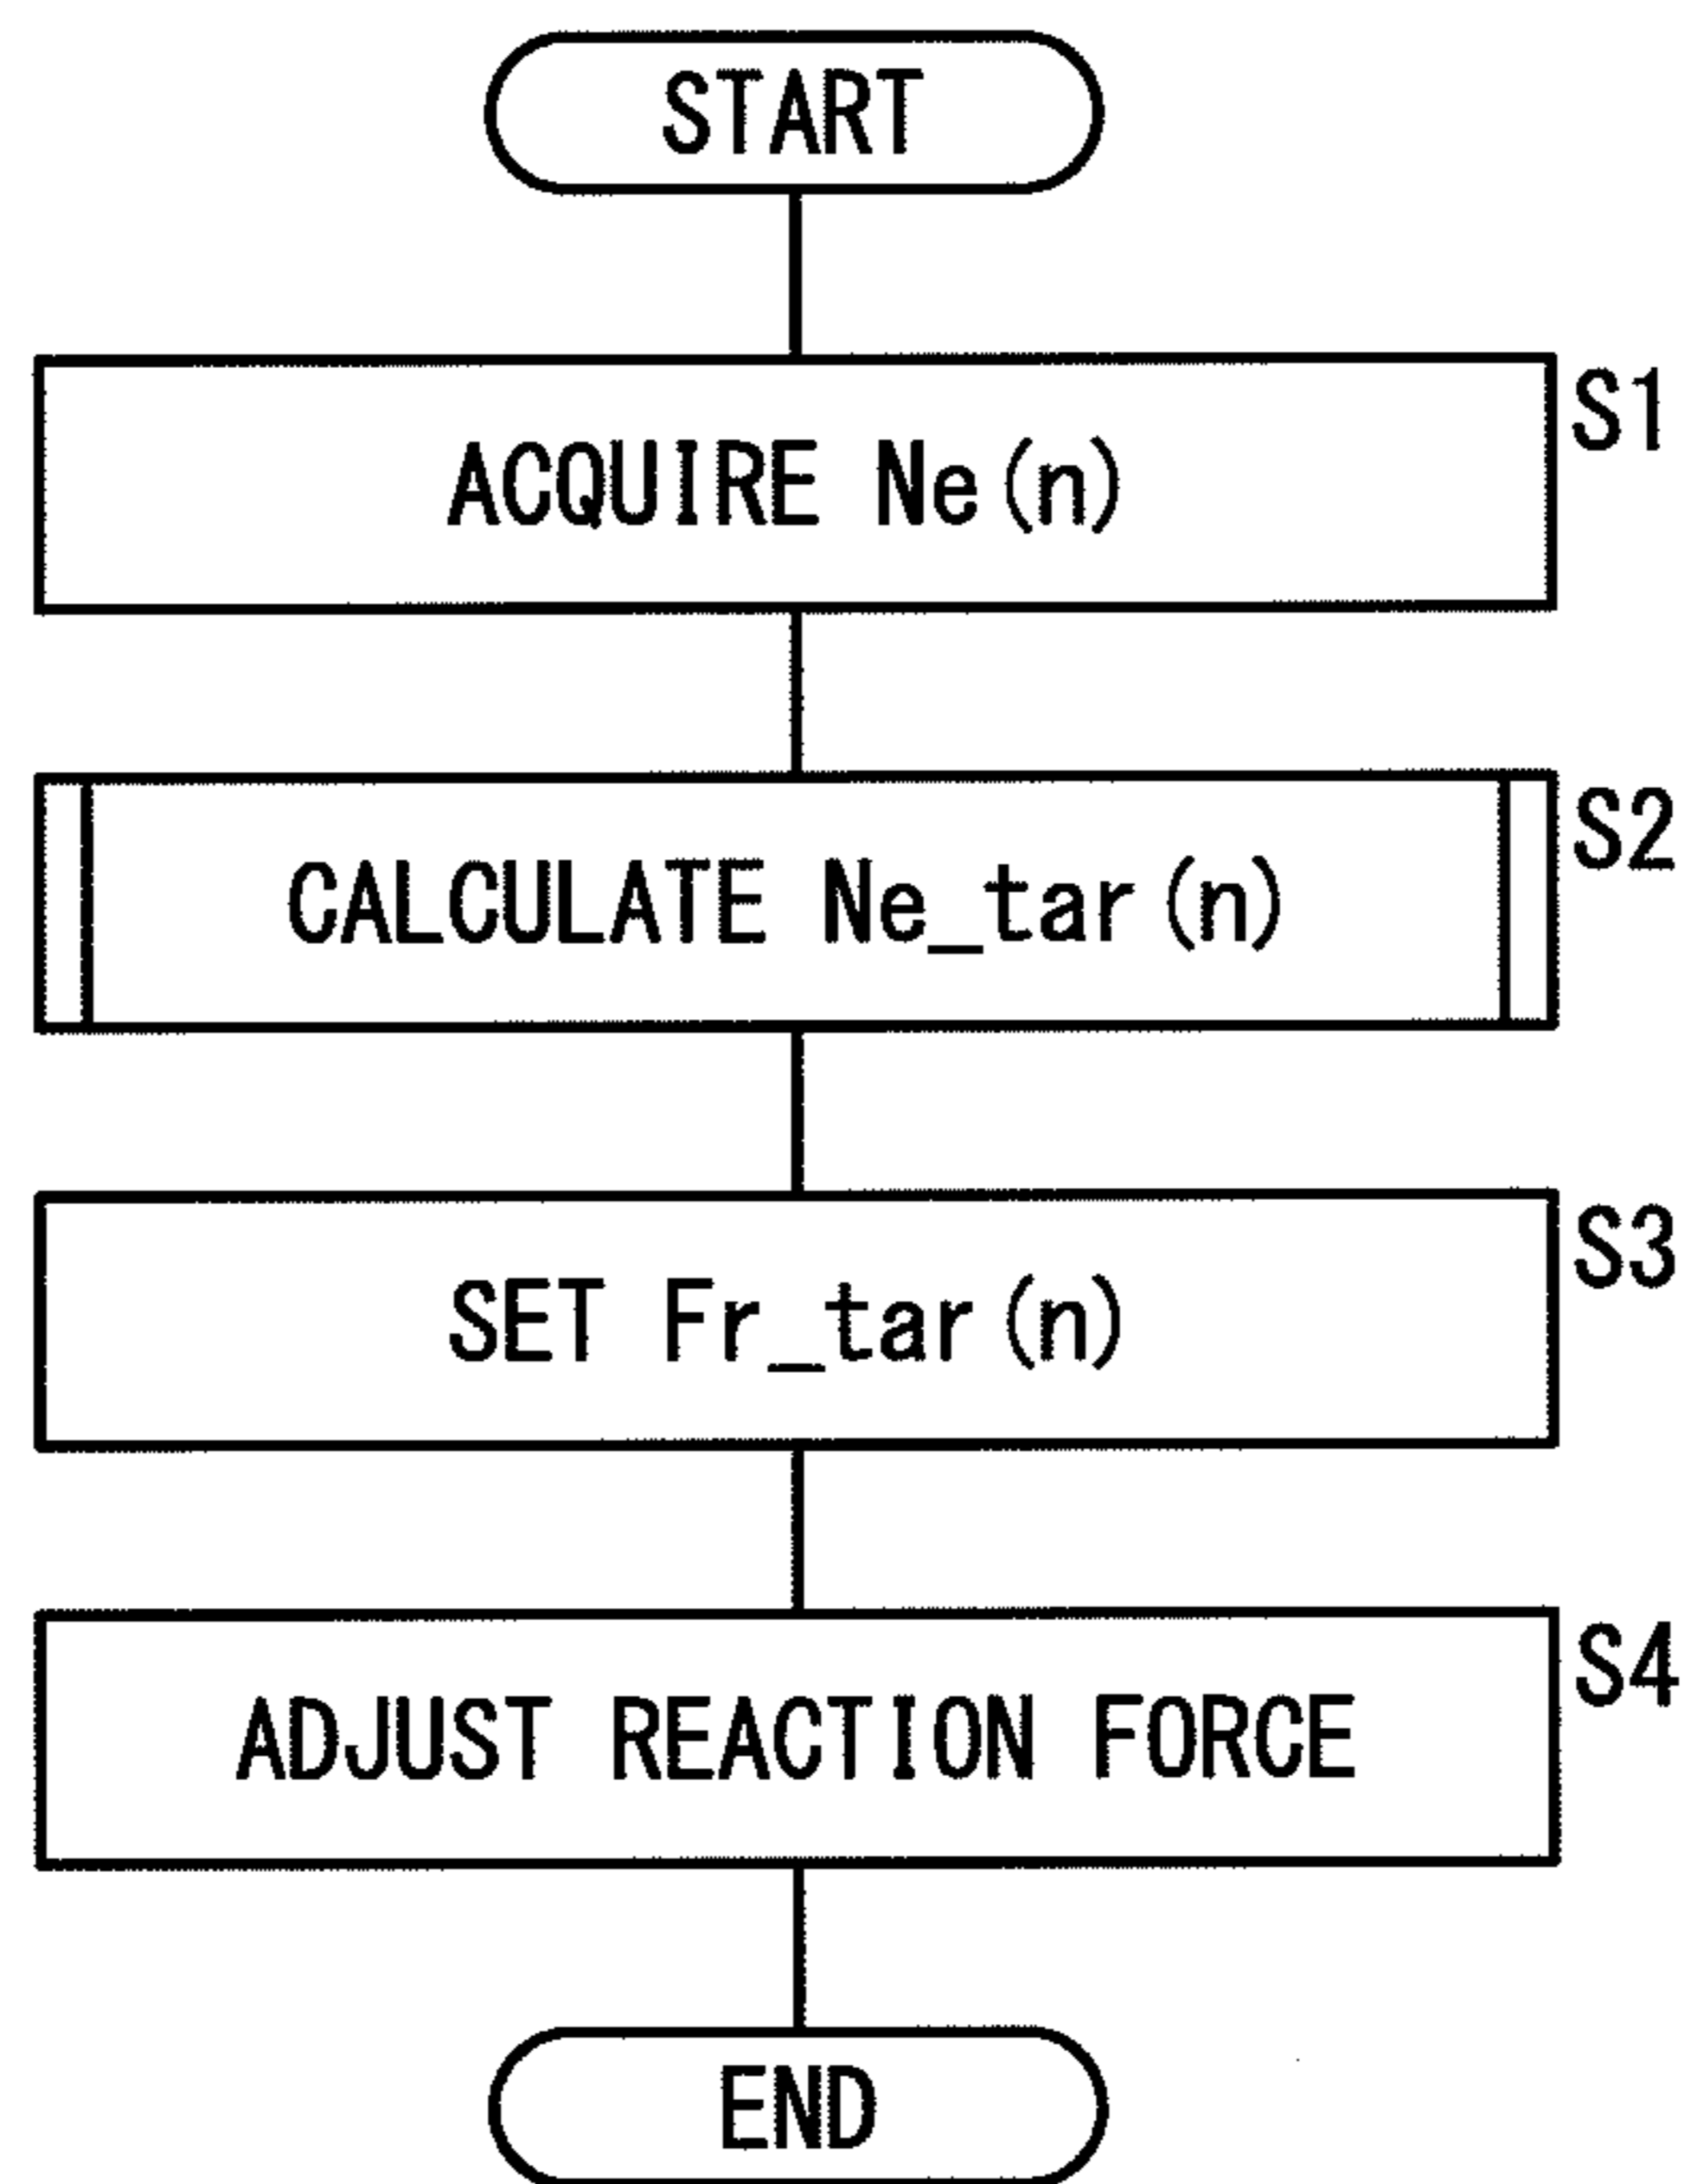 START
ACQUIRE Ne(n)
S1
CALCULATE Ne_tar(n)
S2
SET Fr_tar(n)
S3
ADJUST REACTION FORCE
S4
END